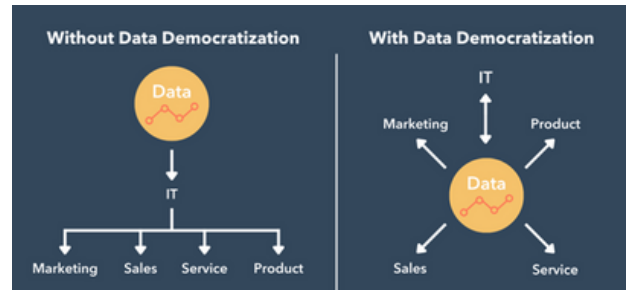 Without Data Democratization
Data
IT
Marketing Sales Service Product
With Data Democratization
IT
Marketing Product
Data
Sales Service